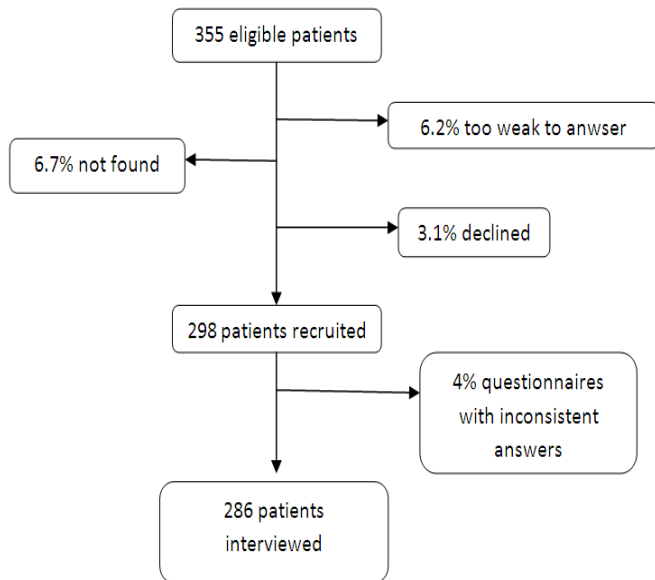 355 eligible patients
6.2% too weak to anwser
6.7% not found
3.1% declined
298 patients recruited
4% questionnaires
with inconsistent
answers
286 patients
interviewed